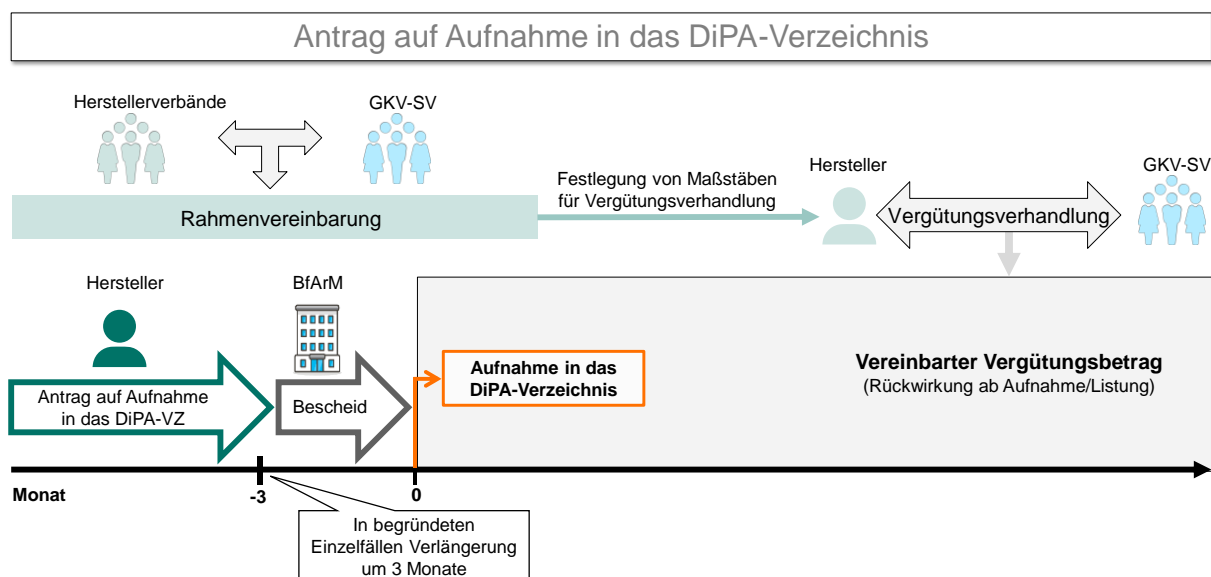 Antrag auf Aufnahme in das DiPA-Verzeichnis
Herstellerverbände
GKV-SV
Rahmenvereinbarung
Festlegung von Maßstäben
für Vergütungsverhandlung
Hersteller
Vergütungsverhandlung
GKV-SV
Hersteller
BfArM
Antrag auf Aufnahme
in das DiPA-VZ
Bescheid
Aufnahme in das
DiPA-Verzeichnis
Vereinbarter Vergütungsbetrag
(Rückwirkung ab Aufnahme/Listung)
Monat
-3
0
In begründeten
Einzelfällen Verlängerung
um 3 Monate